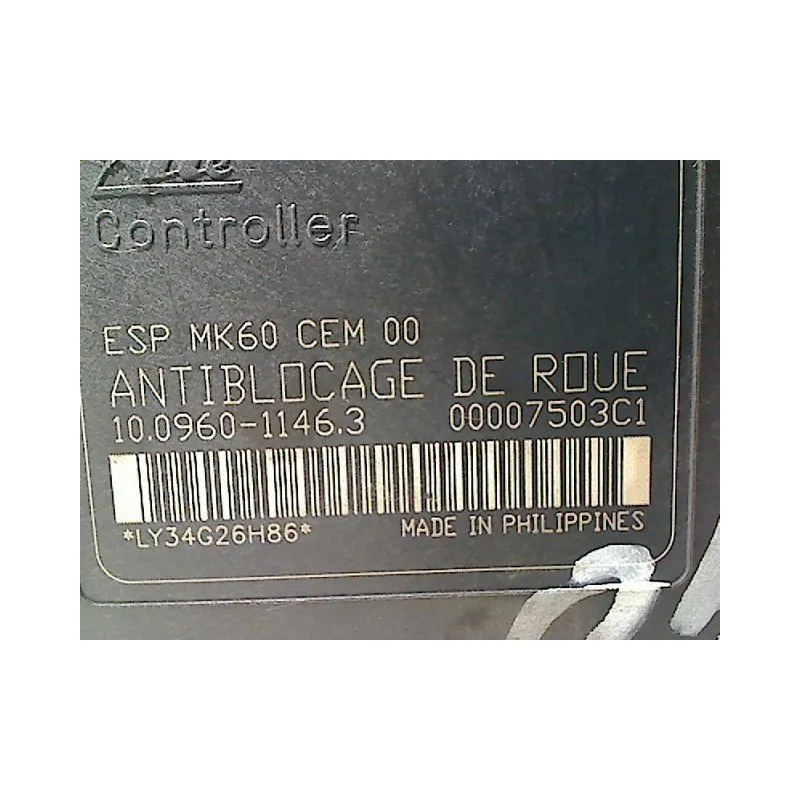 Controller
ESP MK60 CEM 00
ANTIBLOCAGE DE ROUE
10.0960-1146.3 00007503C1
*LY34G26H86*
MADE IN PHILIPPINES